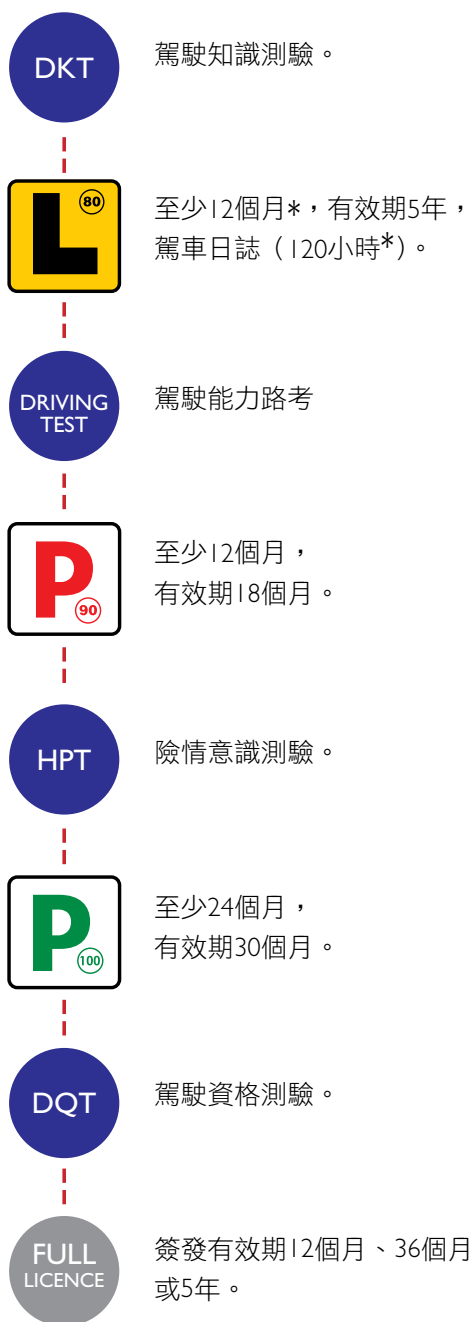 DKT
駕駛知識測驗。
L
80
至少12個月*，有效期5年，
駕車日誌（120小時*）。
DRIVING
TEST
駕駛能力路考
P
90
至少12個月，
有效期18個月。
HPT
險情意識測驗。
P
100
至少24個月，
有效期30個月。
DQT
駕駛資格測驗。
FULL
LICENCE
簽發有效期12個月、36個月
或5年。